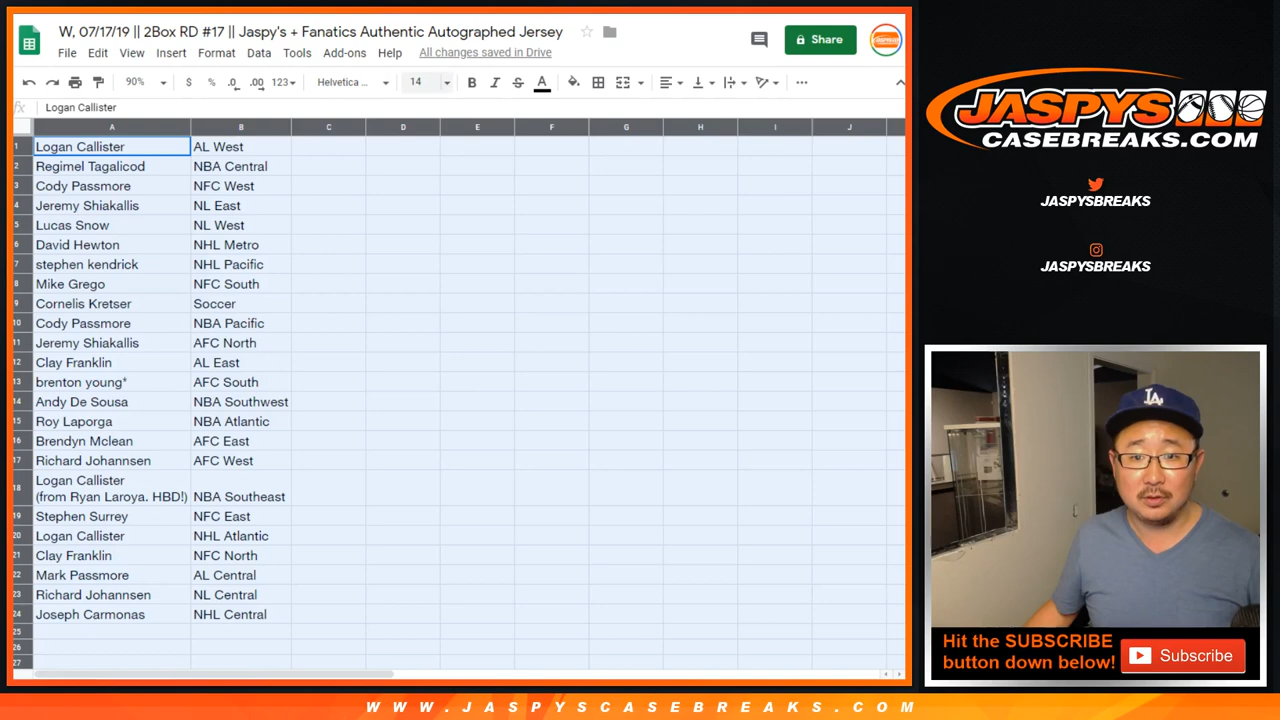 W, 07/17/19 || 2Box RD #17 || Jaspy's + Fanatics Authentic Autographed Jersey
File Edit View Insert Format Data Tools Add-ons Help All changes saved in Drive
Share
90% $ % .0 .00 123 Helvetica ... 14 B I S A
fx Logan Callister
A B C D E F G H I J
1 Logan Callister AL West
2 Regimel Tagalicod NBA Central
3 Cody Passmore NFC West
4 Jeremy Shiakallis NL East
5 Lucas Snow NL West
6 David Hewton NHL Metro
7 stephen kendrick NHL Pacific
8 Mike Grego NFC South
9 Cornelis Kretser Soccer
10 Cody Passmore NBA Pacific
11 Jeremy Shiakallis AFC North
12 Clay Franklin AL East
13 brenton young* AFC South
14 Andy De Sousa NBA Southwest
15 Roy Laporga NBA Atlantic
16 Brendyn Mclean AFC East
17 Richard Johannsen AFC West
Logan Callister
18 (from Ryan Laroya. HBD!) NBA Southeast
19 Stephen Surrey NFC East
20 Logan Callister NHL Atlantic
21 Clay Franklin NFC North
22 Mark Passmore AL Central
23 Richard Johannsen NL Central
24 Joseph Carmonas NHL Central
25
26
27
JASPYS
CASEBREAKS.COM
JASPYSBREAKS
JASPYSBREAKS
LA
Hit the SUBSCRIBE
button down below!
Subscribe
WWW.JASPYSCASEBREAKS.COM